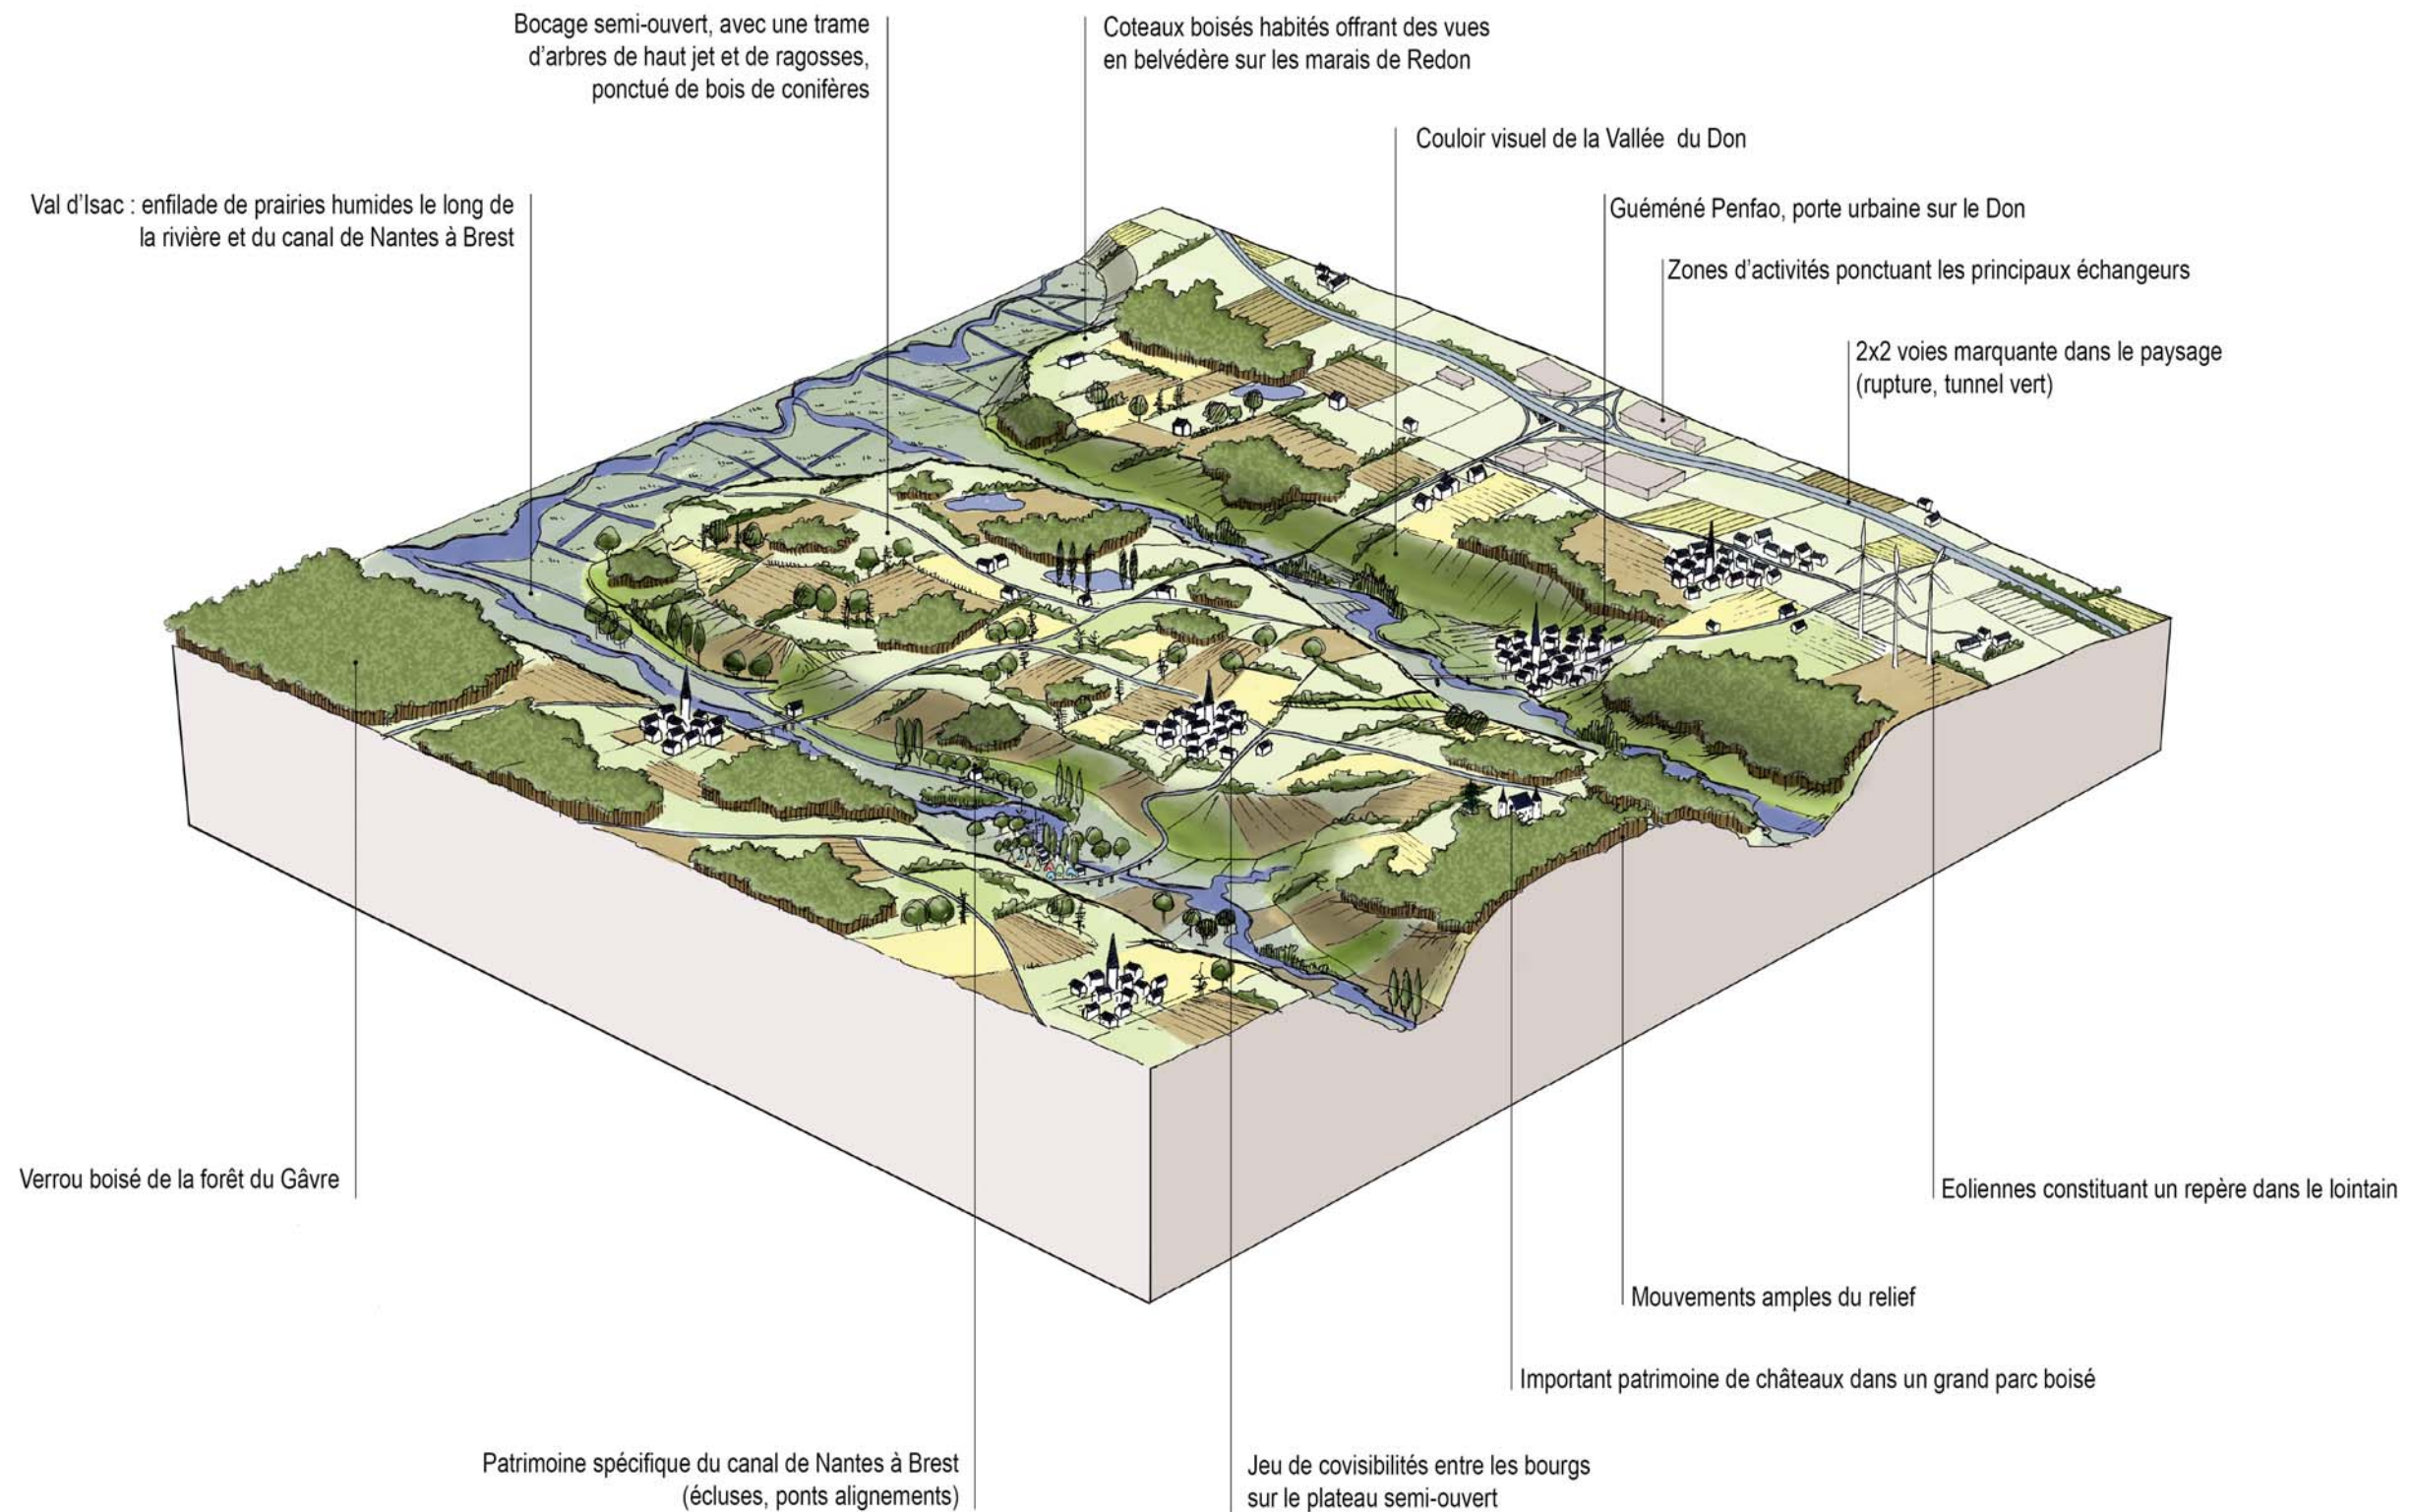 Bocage semi-ouvert, avec une trame
d'arbres de haut jet et de ragosses,
ponctué de bois de conifères
Coteaux boisés habités offrant des vues
en belvédère sur les marais de Redon
Couloir visuel de la Vallée du Don
Val d'Isac : enfilade de prairies humides le long de
la rivière et du canal de Nantes à Brest
Guéméné Penfao, porte urbaine sur le Don
Zones d'activités ponctuant les principaux échangeurs
2x2 voies marquante dans le paysage
(rupture, tunnel vert)
Verrou boisé de la forêt du Gâvre
Eoliennes constituant un repère dans le lointain
Mouvements amples du relief
Important patrimoine de châteaux dans un grand parc boisé
Patrimoine spécifique du canal de Nantes à Brest
(écluses, ponts alignements)
Jeu de covisibilités entre les bourgs
sur le plateau semi-ouvert